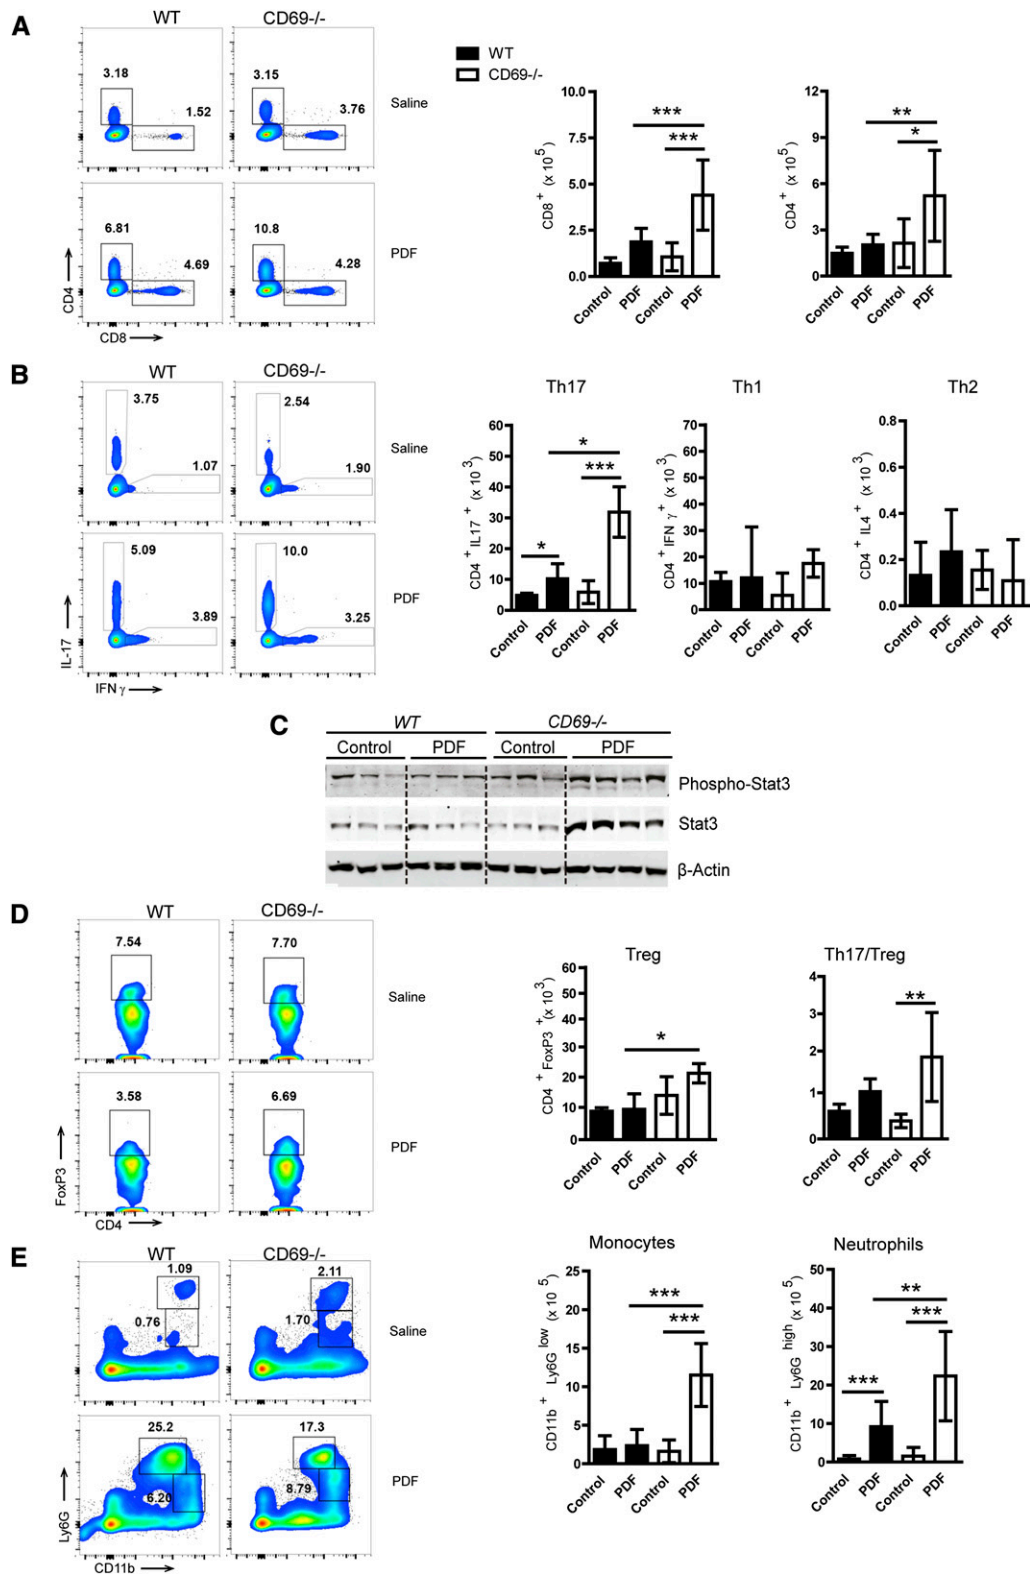 A
WT CD69-/-
3.18 1.52 3.15 3.76 Saline
6.81 4.69 10.8 4.28 PDF
CD4
CD8
WT
CD69-/-
*** ***
CD8+ (x 10^5)
10.0
7.5
5.0
2.5
0.0
Control PDF Control PDF
** *
CD4+ (x 10^5)
12
9
6
3
0
Control PDF Control PDF
B
WT CD69-/-
3.75 1.07 2.54 1.90 Saline
5.09 3.89 10.0 3.25 PDF
IL-17
IFN γ
Th17
* * ***
CD4+ IL17+ (x 10^3)
60
50
40
30
20
10
0
Control PDF Control PDF
Th1
CD4+ IFN γ+ (x 10^3)
70
60
50
40
30
20
10
0
Control PDF Control PDF
Th2
CD4+ IL4+ (x 10^3)
0.8
0.6
0.4
0.2
0.0
Control PDF Control PDF
C
WT CD69-/-
Control PDF Control PDF
Phospho-Stat3
Stat3
β-Actin
D
WT CD69-/-
7.54 7.70 Saline
3.58 6.69 PDF
FoxP3
CD4
Treg
*
CD4+ FoxP3+ (x 10^3)
60
50
40
30
20
10
0
Control PDF Control PDF
Th17/Treg
**
4
3
2
1
0
Control PDF Control PDF
E
WT CD69-/-
1.09 0.76 2.11 1.70 Saline
25.2 6.20 17.3 8.79 PDF
Ly6G
CD11b
Monocytes
*** ***
CD11b+ Ly6G low (x 10^5)
25
20
15
10
5
0
Control PDF Control PDF
Neutrophils
*** ** ***
CD11b+ Ly6G high (x 10^5)
50
40
30
20
10
0
Control PDF Control PDF